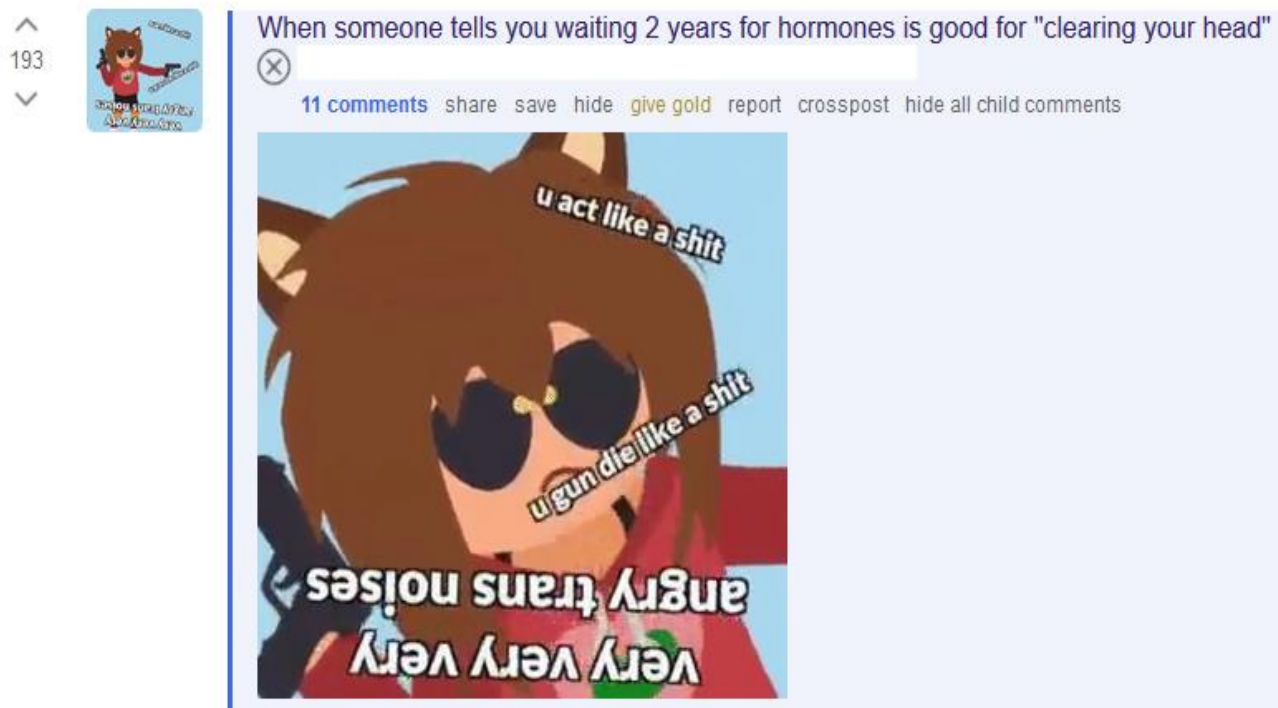 When someone tells you waiting 2 years for hormones is good for "clearing your head"
193
11 comments share save hide give gold report crosspost hide all child comments
u act like a shit
u gun die like a shit
very very very
angry trans noises